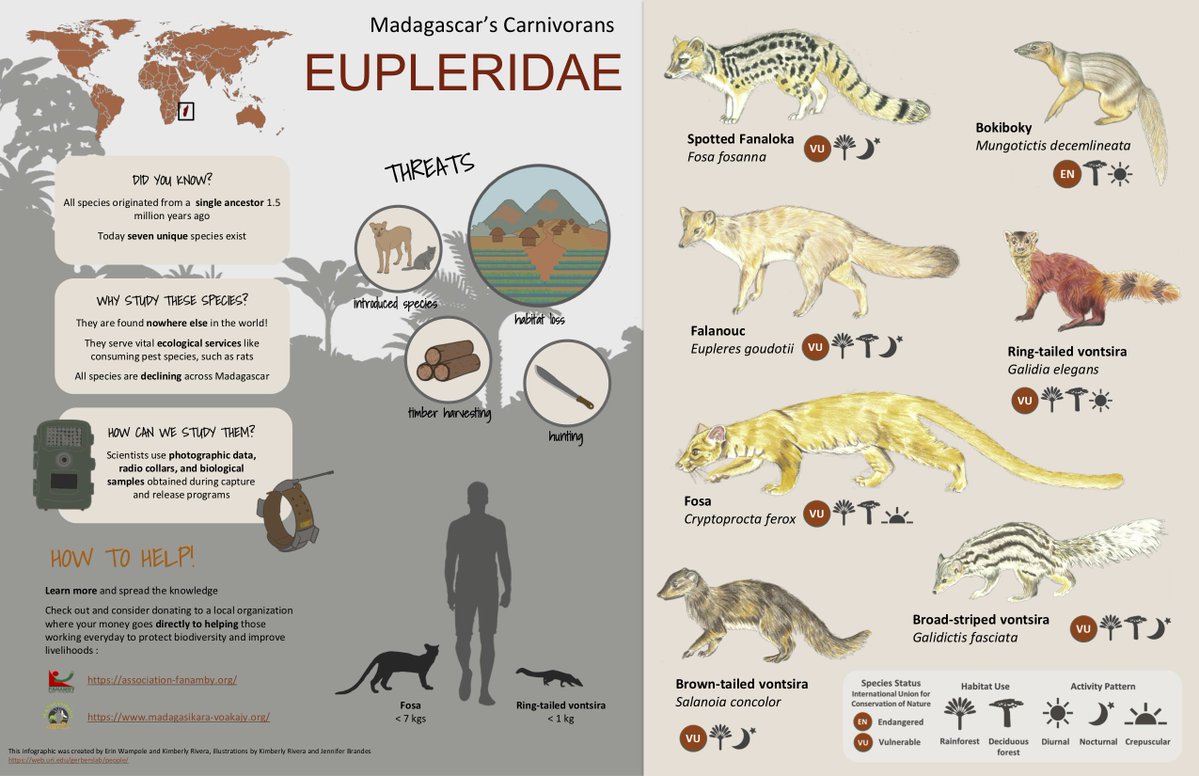 Madagascar's Carnivorans
EUPLERIDAE
DID YOU KNOW?
All species originated from a single ancestor 1.5
million years ago
Today seven unique species exist
WHY STUDY THESE SPECIES?
They are found nowhere else in the world!
They serve vital ecological services like
consuming pest species, such as rats
All species are declining across Madagascar
HOW CAN WE STUDY THEM?
Scientists use photographic data,
radio collars, and biological
samples obtained during capture
and release programs
HOW TO HELP!
Learn more and spread the knowledge
Check out and consider donating to a local organization
where your money goes directly to helping those
working everyday to protect biodiversity and improve
livelihoods :
FANAMBY
https://association-fanamby.org/
https://www.madagasikara-voakajy.org/
This infographic was created by Erin Wampole and Kimberly Rivera, Illustrations by Kimberly Rivera and Jennifer Brandes
https://web.uri.edu/gerberslab/people/
THREATS
introduced species
habitat loss
timber harvesting
hunting
Fosa
< 7 kgs
Ring-tailed vontsira
< 1 kg
Spotted Fanaloka
Fosa fosanna
VU
Bokiboky
Mungotictis decemlineata
EN
Falanouc
Eupleres goudotii
VU
Ring-tailed vontsira
Galidia elegans
VU
Fosa
Cryptoprocta ferox
VU
Broad-striped vontsira
Galidictis fasciata
VU
Brown-tailed vontsira
Salanoia concolor
VU
Species Status
International Union for
Conservation of Nature
EN Endangered
VU Vulnerable
Habitat Use
Rainforest
Deciduous
forest
Activity Pattern
Diurnal
Nocturnal
Crepuscular